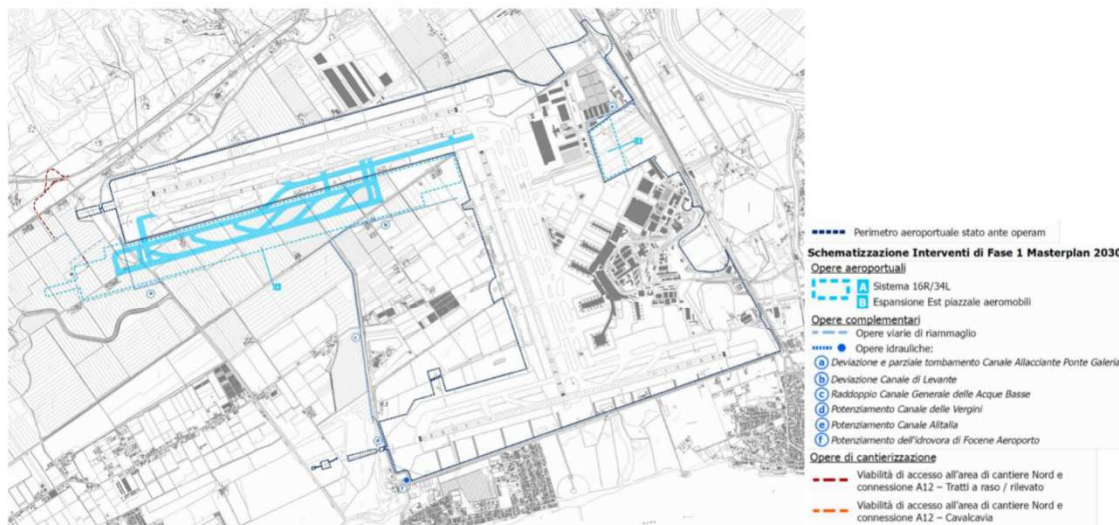 Perimetro aeroportuale stato ante operam
Schematizzazione Interventi di Fase 1 Masterplan 2030
Opere aeroportuali
A Sistema 16R/34L
B Espansione Est piazzale aeromobili
Opere complementari
Opere viarie di riammaglio
Opere idrauliche:
a Deviazione e parziale tombamento Canale Allacciante Ponte Galeria
b Deviazione Canale di Levante
c Raddoppio Canale Generale delle Acque Basse
d Potenziamento Canale delle Vergini
e Potenziamento Canale Alitalia
f Potenziamento dell'idrovora di Focene Aeroporto
Opere di cantierizzazione
Viabilità di accesso all'area di cantiere Nord e
connessione A12 – Tratti a raso / rilevato
Viabilità di accesso all'area di cantiere Nord e
connessione A12 – Cavalcavia